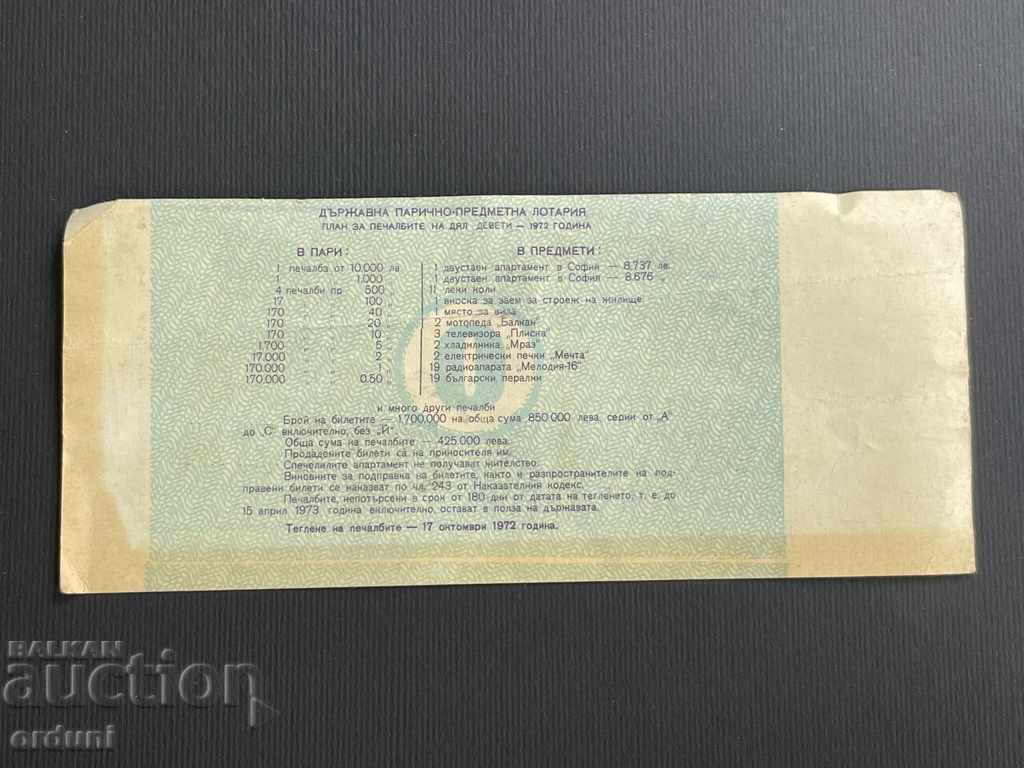 ДЪРЖАВНА ПАРИЧНО-ПРЕДМЕТНА ЛОТАРИЯ
ПЛАН ЗА ПЕЧАЛБИТЕ НА ДЯЛ ДЕВЕТИ — 1972 ГОДИНА
В ПАРИ:
1 печалба от 10.000 лв.
1 „ „ 1.000 „
4 печалби по 500 „
17 „ „ 100 „
170 „ „ 40 „
170 „ „ 20 „
170 „ „ 10 „
1.700 „ „ 5 „
17.000 „ „ 2 „
170.000 „ „ 1 „
170.000 „ „ 0.50 „
В ПРЕДМЕТИ:
1 двустаен апартамент в София — 8.737 лв.
1 двустаен апартамент в София — 8.676 „
11 леки коли
1 вноска за заем за строеж на жилище
1 място за вила
2 мотопеда „Балкан“
3 телевизора „Плиска“
2 хладилника „Мраз“
2 електрически печки „Мечта“
19 радиоапарата „Мелодия-16“
19 български перални
и много други печалби
Брой на билетите — 1.700.000 на обща сума 850.000 лева, серии от „А“
до „С“ включително, без „Й“.
Обща сума на печалбите — 425.000 лева.
Продадените билети са на приносителя им.
Спечелилите апартамент не получават жителство.
Виновните за подправка на билетите, както и разпространителите на под-
правени билети се наказват по чл. 243 от Наказателния кодекс.
Печалбите, непотърсени в срок от 180 дни от датата на тегленето, т. е. до
15 април 1973 година включително, остават в полза на държавата.
Теглене на печалбите — 17 октомври 1972 година.
BALKAN
auction
orduni